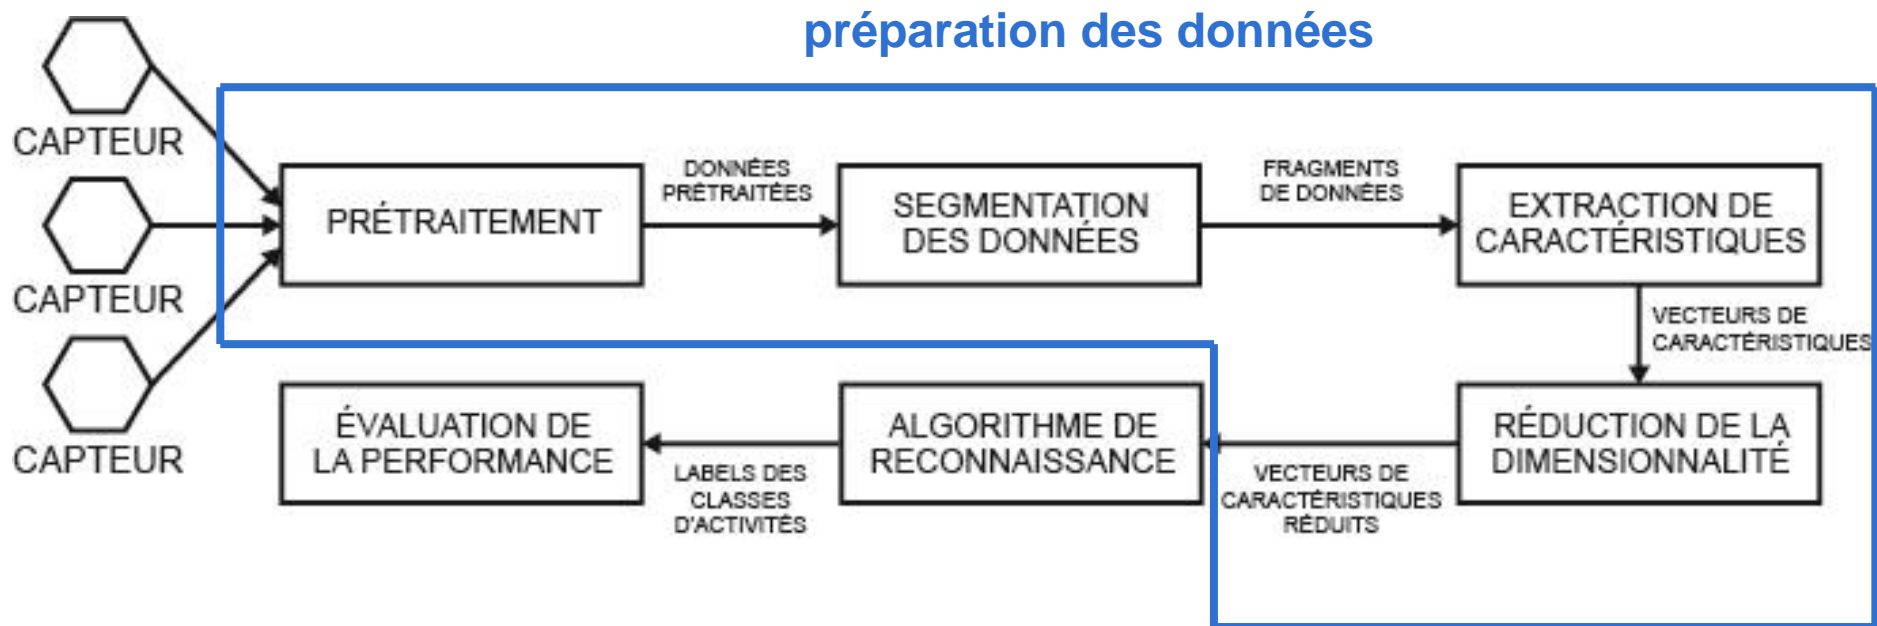 préparation des données
CAPTEUR
CAPTEUR
CAPTEUR
PRÉTRAITEMENT
DONNÉES
PRÉTRAITÉES
SEGMENTATION
DES DONNÉES
FRAGMENTS
DE DONNÉES
EXTRACTION DE
CARACTÉRISTIQUES
VECTEURS DE
CARACTÉRISTIQUES
RÉDUCTION DE LA
DIMENSIONNALITÉ
VECTEURS DE
CARACTÉRISTIQUES
RÉDUITS
ALGORITHME DE
RECONNAISSANCE
LABELS DES
CLASSES
D'ACTIVITÉS
ÉVALUATION DE
LA PERFORMANCE